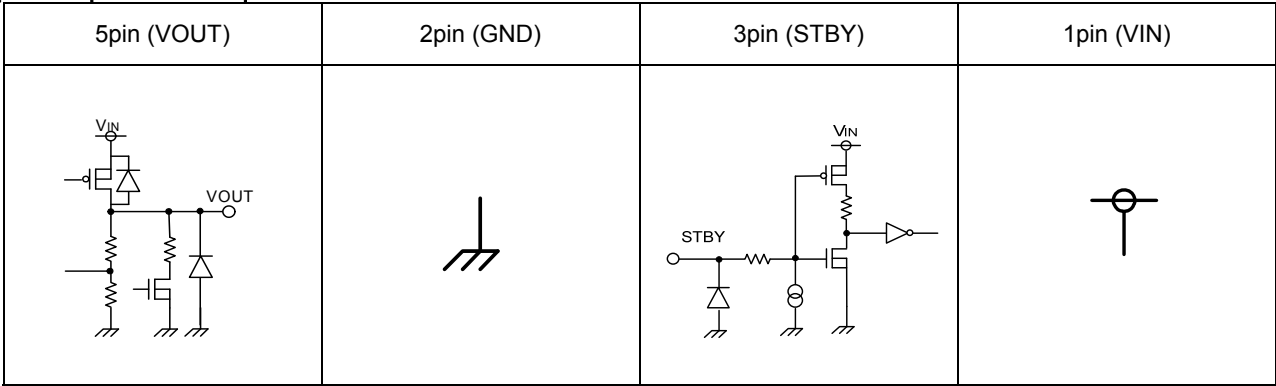 5pin (VOUT)
2pin (GND)
3pin (STBY)
1pin (VIN)
VIN
VOUT
VIN
STBY